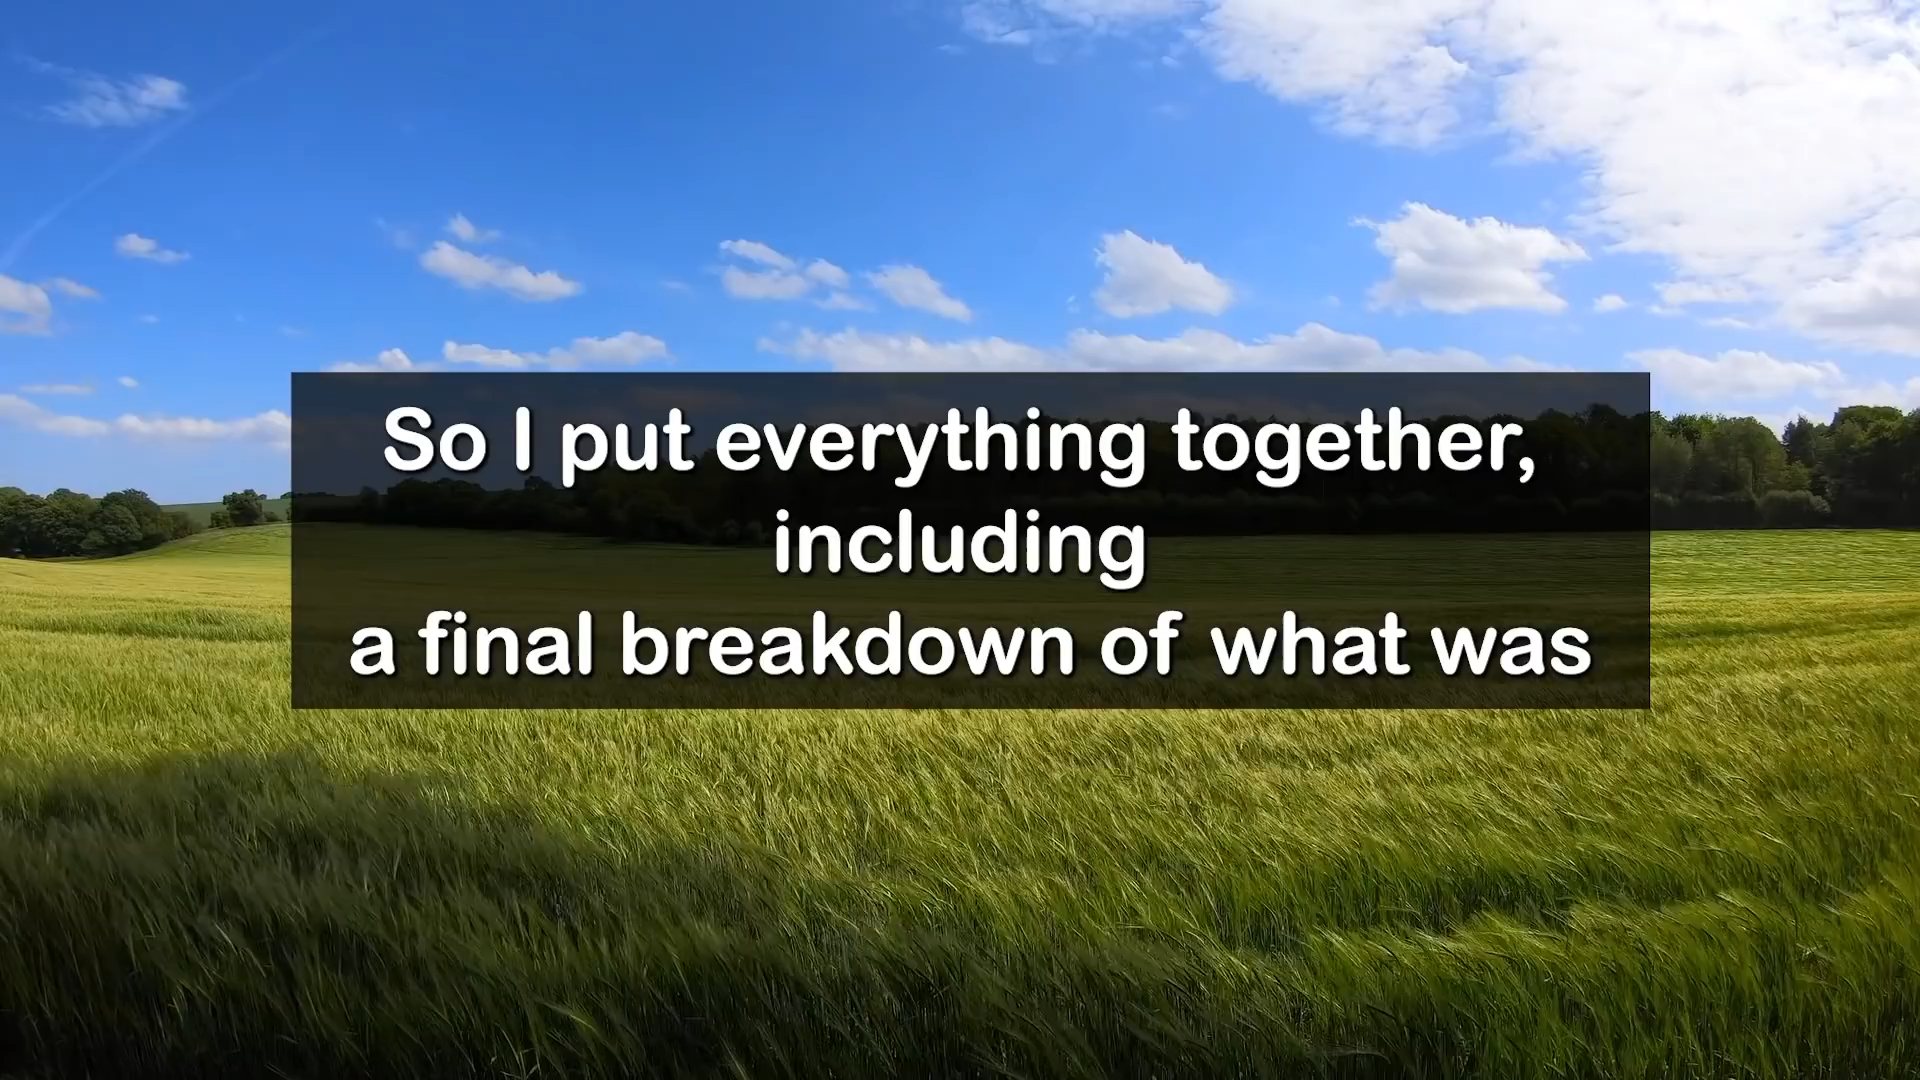 So I put everything together,
including
a final breakdown of what was